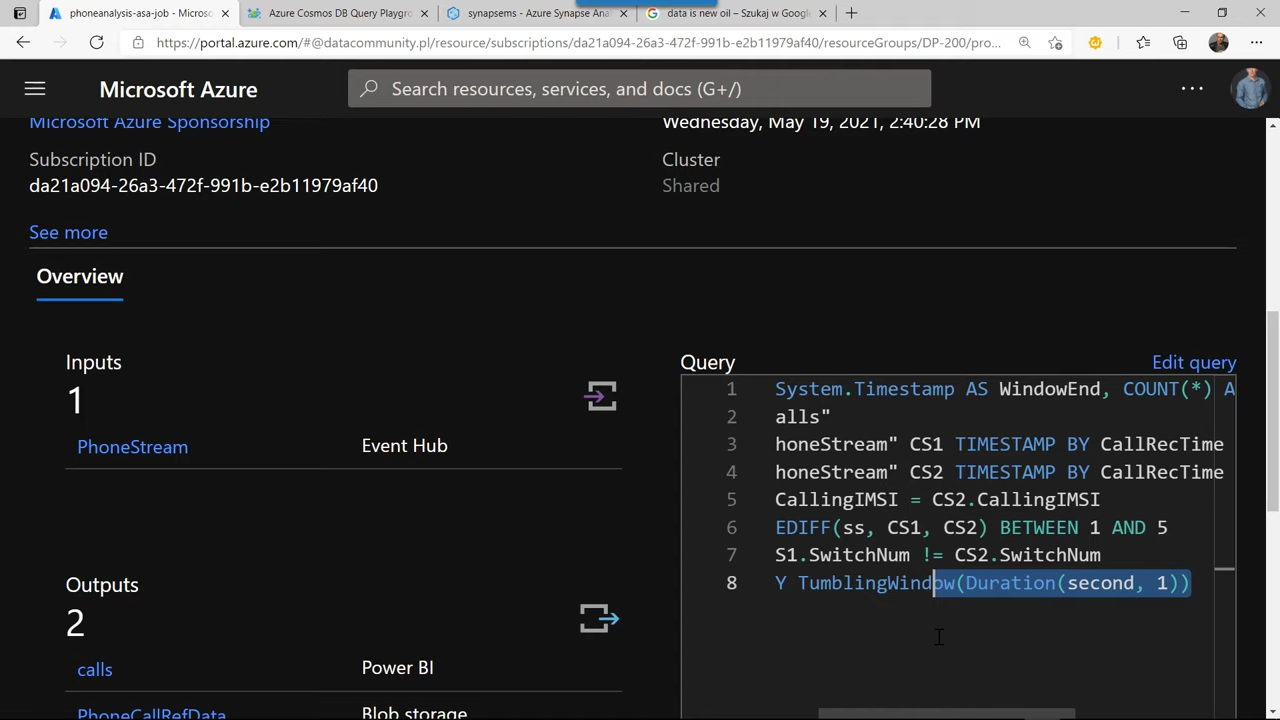 phoneanalysis-asa-job - Microso
Azure Cosmos DB Query Playgro
synapsems - Azure Synapse Anal
data is new oil – Szukaj w Google
https://portal.azure.com/#@datacommunity.pl/resource/subscriptions/da21a094-26a3-472f-991b-e2b11979af40/resourceGroups/DP-200/pro...
Microsoft Azure
Search resources, services, and docs (G+/)
Microsoft Azure Sponsorship
Wednesday, May 19, 2021, 2:40:28 PM
Subscription ID
Cluster
da21a094-26a3-472f-991b-e2b11979af40
Shared
See more
Overview
Inputs
1
PhoneStream
Event Hub
Outputs
2
calls
Power BI
PhoneCallRefData
Blob storage
Query
Edit query
1 System.Timestamp AS WindowEnd, COUNT(*) A
2 alls"
3 honeStream" CS1 TIMESTAMP BY CallRecTime
4 honeStream" CS2 TIMESTAMP BY CallRecTime
5 CallingIMSI = CS2.CallingIMSI
6 EDIFF(ss, CS1, CS2) BETWEEN 1 AND 5
7 S1.SwitchNum != CS2.SwitchNum
8 Y TumblingWindow(Duration(second, 1))